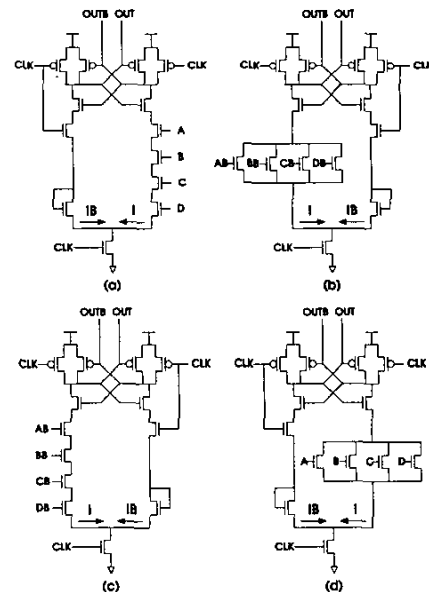 OUTB OUT
CLK CLK
A
B
C
D
IB I
CLK
(a)
OUTB OUT
CLK CLK
AB BB CB DB
I IB
CLK
(b)
OUTB OUT
CLK CLK
AB
BB
CB
DB
I IB
CLK
(c)
OUTB OUT
CLK CLK
A B C D
IB I
CLK
(d)